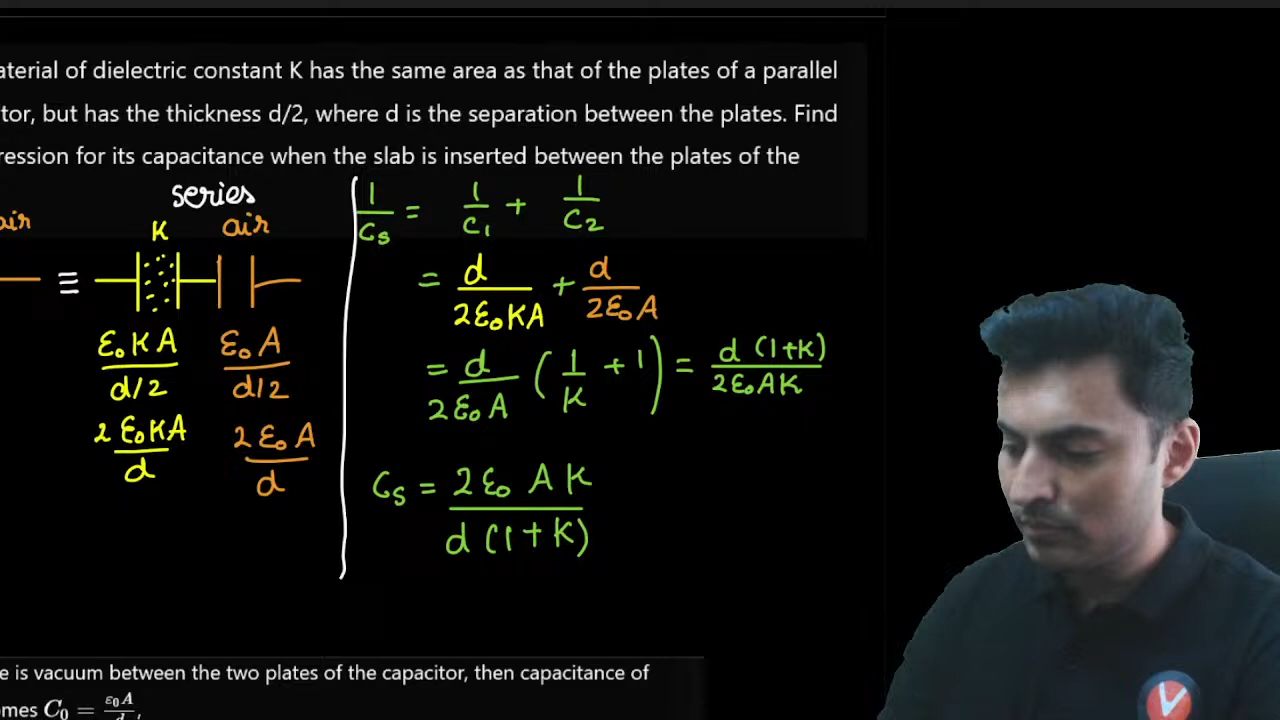 aterial of dielectric constant K has the same area as that of the plates of a parallel
tor, but has the thickness d/2, where d is the separation between the plates. Find
ression for its capacitance when the slab is inserted between the plates of the
series
air
K air
≡
ε₀KA/d/2 ε₀A/d/2
2ε₀KA/d 2ε₀A/d
1/Cs = 1/C₁ + 1/C₂
= d/2ε₀KA + d/2ε₀A
= d/2ε₀A (1/K + 1) = d(1+K)/2ε₀AK
Cs = 2ε₀AK/d(1+K)
e is vacuum between the two plates of the capacitor, then capacitance of
mes C₀ = ε₀A/d,